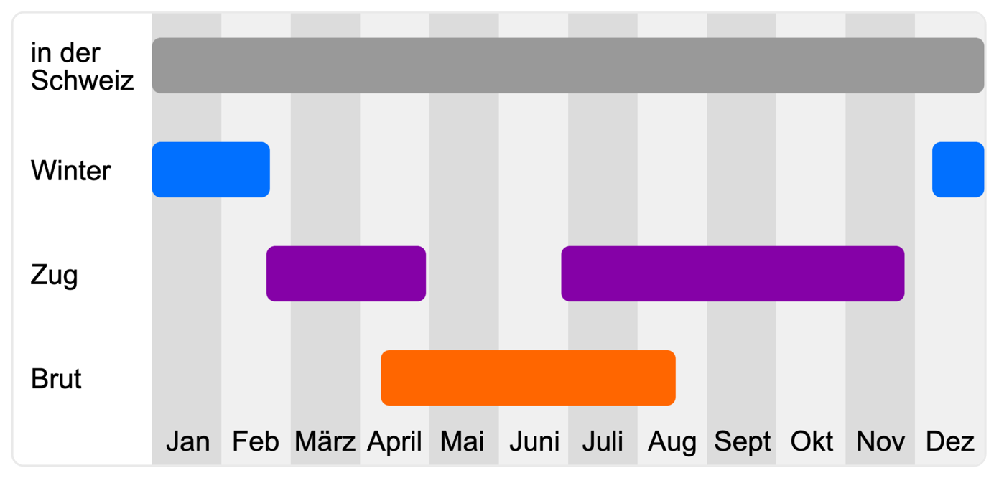 in der
Schweiz
Winter
Zug
Brut
Jan Feb März April Mai Juni Juli Aug Sept Okt Nov Dez